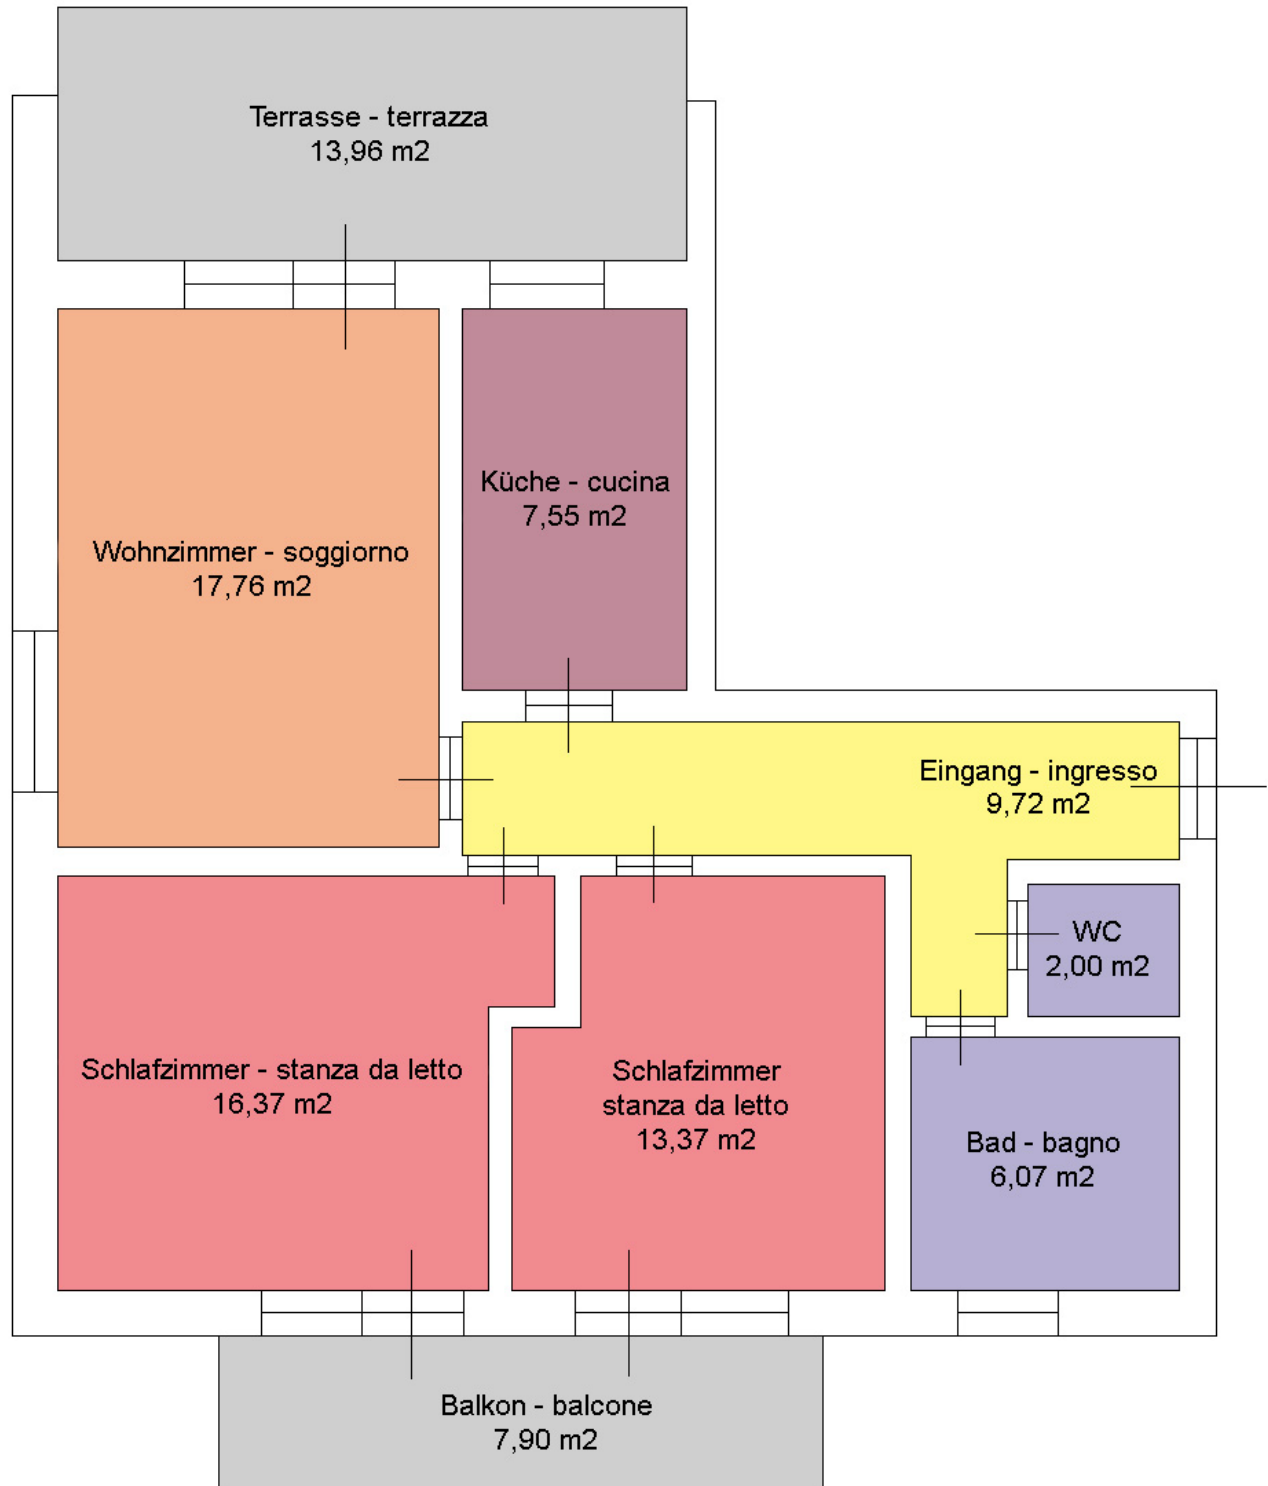 Terrasse - terrazza
13,96 m2
Küche - cucina
7,55 m2
Wohnzimmer - soggiorno
17,76 m2
Eingang - ingresso
9,72 m2
WC
2,00 m2
Schlafzimmer - stanza da letto
16,37 m2
Schlafzimmer
stanza da letto
13,37 m2
Bad - bagno
6,07 m2
Balkon - balcone
7,90 m2